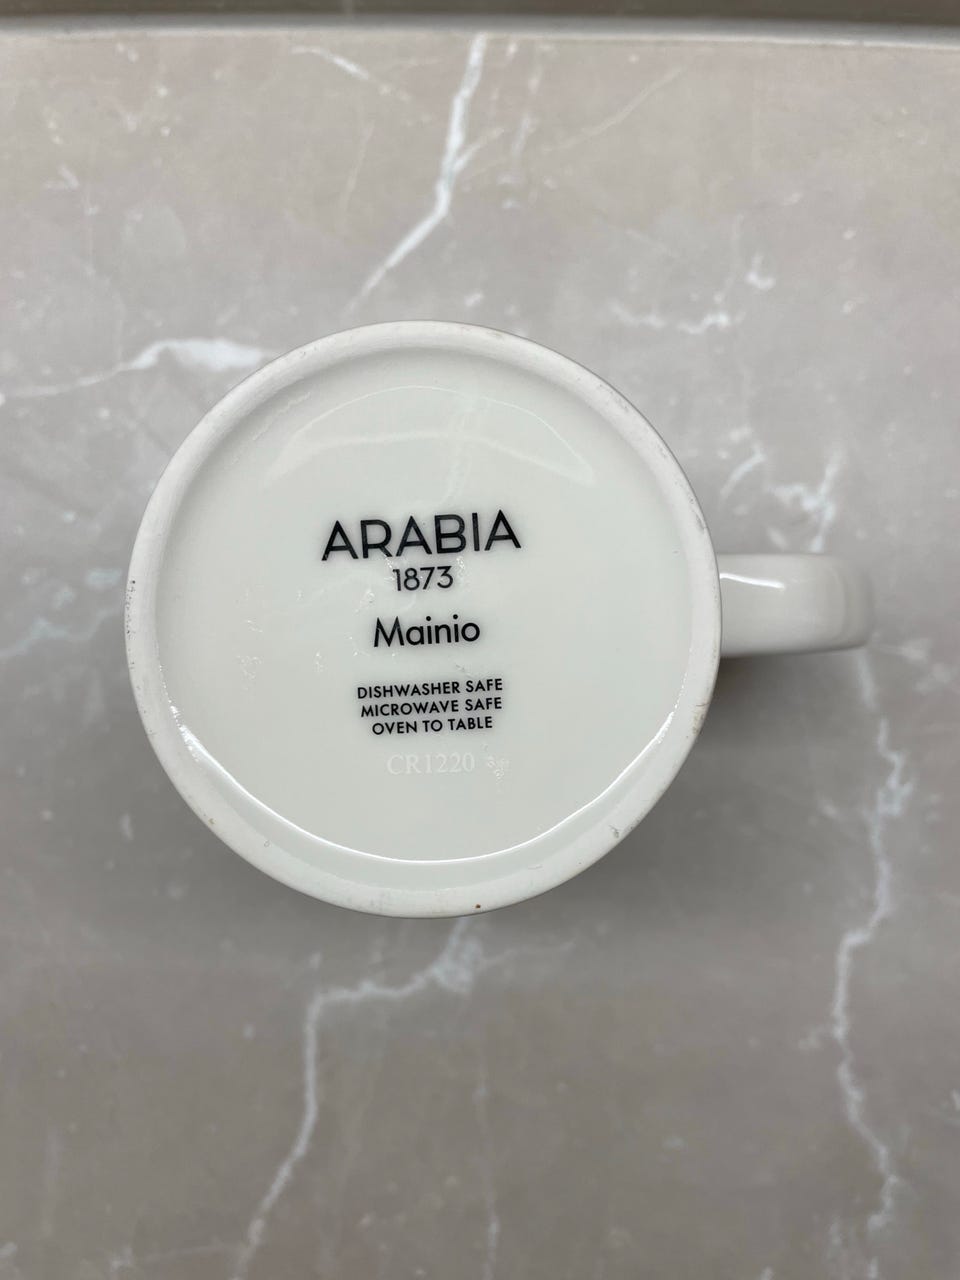 ARABIA
1873
Mainio
DISHWASHER SAFE
MICROWAVE SAFE
OVEN TO TABLE
CR1220